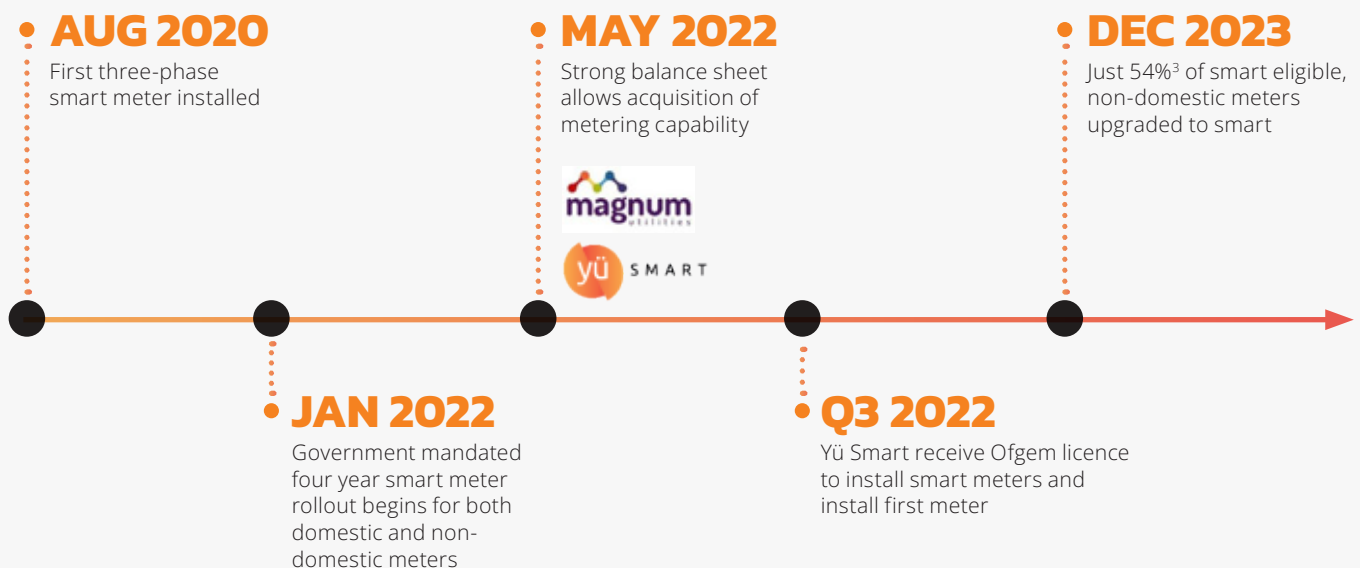 AUG 2020
First three-phase
smart meter installed
MAY 2022
Strong balance sheet
allows acquisition of
metering capability
magnum
utilities
yü SMART
DEC 2023
Just 54%³ of smart eligible,
non-domestic meters
upgraded to smart
JAN 2022
Government mandated
four year smart meter
rollout begins for both
domestic and non-
domestic meters
Q3 2022
Yü Smart receive Ofgem licence
to install smart meters and
install first meter